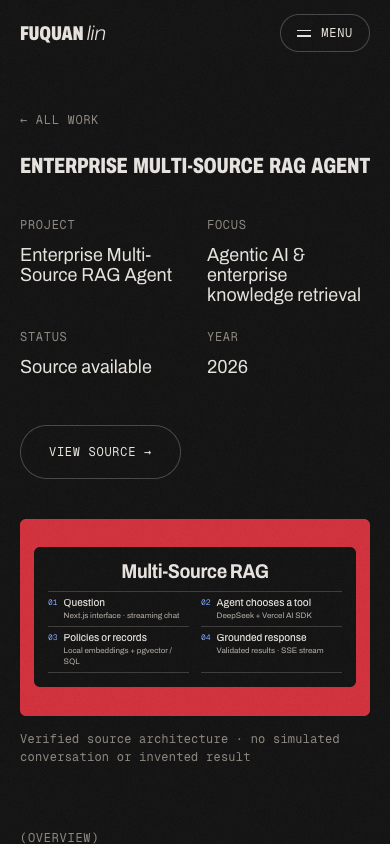 FUQUAN lin
MENU
← ALL WORK
ENTERPRISE MULTI-SOURCE RAG AGENT
PROJECT
Enterprise Multi-
Source RAG Agent
FOCUS
Agentic AI &
enterprise
knowledge retrieval
STATUS
Source available
YEAR
2026
VIEW SOURCE →
Multi-Source RAG
01 Question
Next.js interface · streaming chat
02 Agent chooses a tool
DeepSeek + Vercel AI SDK
03 Policies or records
Local embeddings + pgvector /
SQL
04 Grounded response
Validated results · SSE stream
Verified source architecture · no simulated
conversation or invented result
(OVERVIEW)